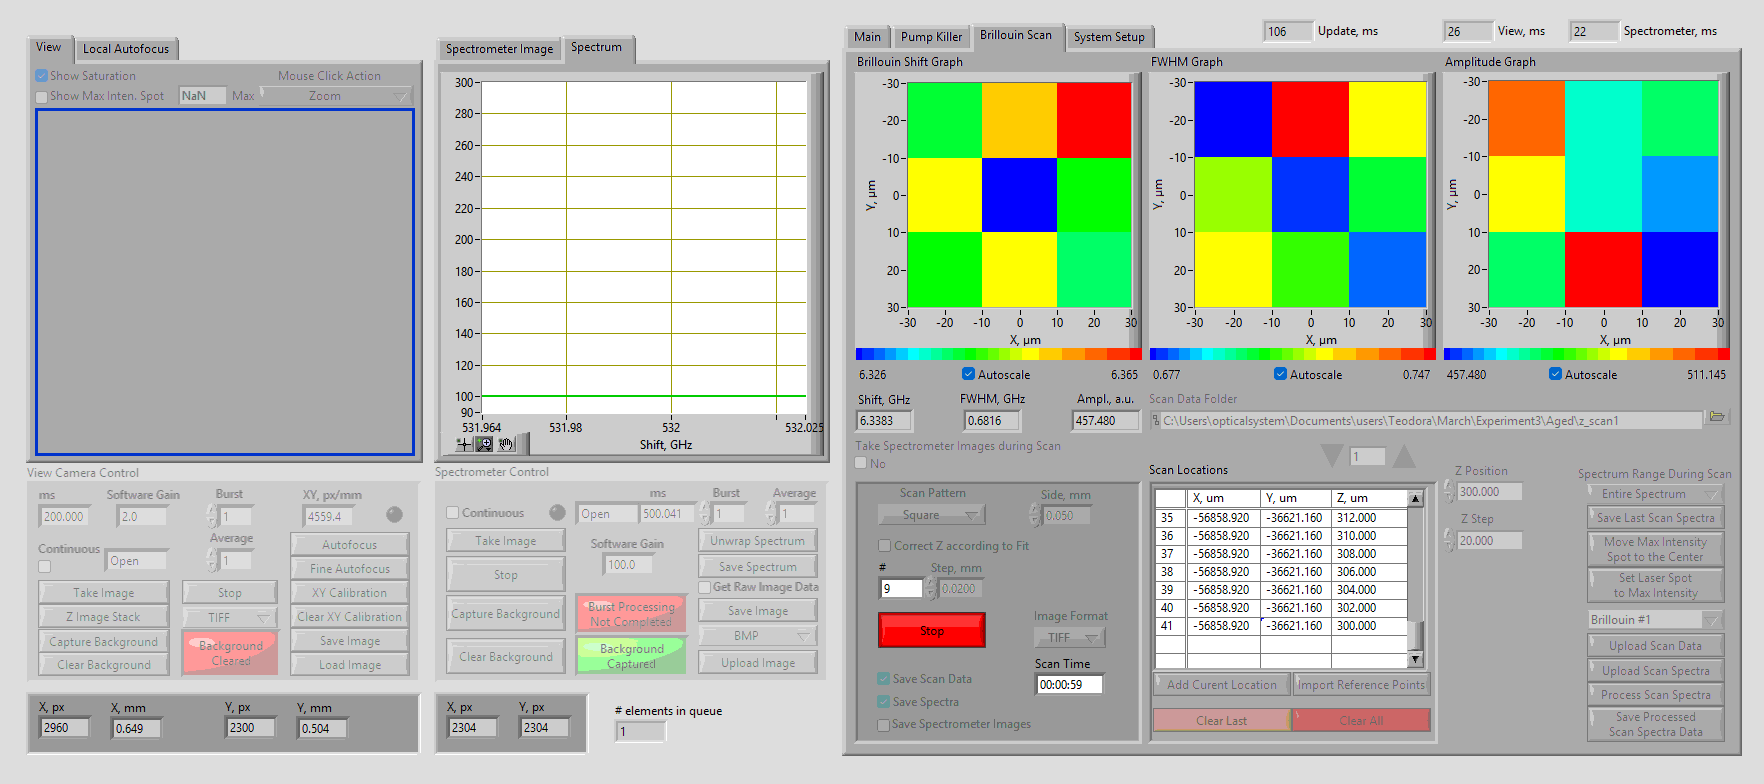 View
Local Autofocus
Show Saturation
Mouse Click Action
Show Max Inten. Spot
NaN
Max
Zoom
View Camera Control
ms
Software Gain
Burst
XY, px/mm
200.000
2.0
1
4559.4
Average
Continuous
Open
1
Autofocus
Fine Autofocus
Take Image
Stop
XY Calibration
Z Image Stack
TIFF
Clear XY Calibration
Capture Background
Background
Cleared
Save Image
Clear Background
Load Image
X, px
X, mm
Y, px
Y, mm
2960
0.649
2300
0.504
Spectrometer Image
Spectrum
300
280
260
240
220
200
180
160
140
120
100
90
531.964
531.98
532
532.025
Shift, GHz
Spectrometer Control
ms
Burst
Average
Continuous
Open
500.041
1
1
Take Image
Software Gain
Unwrap Spectrum
Stop
100.0
Save Spectrum
Get Raw Image Data
Capture Background
Burst Processing
Not Completed
Save Image
BMP
Clear Background
Background
Captured
Upload Image
X, px
Y, px
2304
2304
# elements in queue
1
106
Update, ms
26
View, ms
22
Spectrometer, ms
Main
Pump Killer
Brillouin Scan
System Setup
Brillouin Shift Graph
-30
-20
-10
0
10
20
30
Y, µm
-30
-20
-10
0
10
20
30
X, µm
6.326
Autoscale
6.365
FWHM Graph
-30
-20
-10
0
10
20
30
Y, µm
-30
-20
-10
0
10
20
30
X, µm
0.677
Autoscale
0.747
Amplitude Graph
-30
-20
-10
0
10
20
30
Y, µm
-30
-20
-10
0
10
20
30
X, µm
457.480
Autoscale
511.145
Shift, GHz
FWHM, GHz
Ampl., a.u.
6.3383
0.6816
457.480
Scan Data Folder
C:\Users\opticalsystem\Documents\users\Teodora\March\Experiment3\Aged\z_scan1
Take Spectrometer Images during Scan
No
1
Scan Pattern
Side, mm
Square
0.050
Correct Z according to Fit
#
Step, mm
9
0.0200
Stop
Image Format
TIFF
Scan Time
00:00:59
Save Scan Data
Save Spectra
Save Spectrometer Images
Scan Locations
X, um Y, um Z, um
35 -56858.920 -36621.160 312.000
36 -56858.920 -36621.160 310.000
37 -56858.920 -36621.160 308.000
38 -56858.920 -36621.160 306.000
39 -56858.920 -36621.160 304.000
40 -56858.920 -36621.160 302.000
41 -56858.920 -36621.160 300.000
Add Curent Location
Import Reference Points
Clear Last
Clear All
Z Position
300.000
Z Step
20.000
Spectrum Range During Scan
Entire Spectrum
Save Last Scan Spectra
Move Max Intensity
Spot to the Center
Set Laser Spot
to Max Intensity
Brillouin #1
Upload Scan Data
Upload Scan Spectra
Process Scan Spectra
Save Processed
Scan Spectra Data